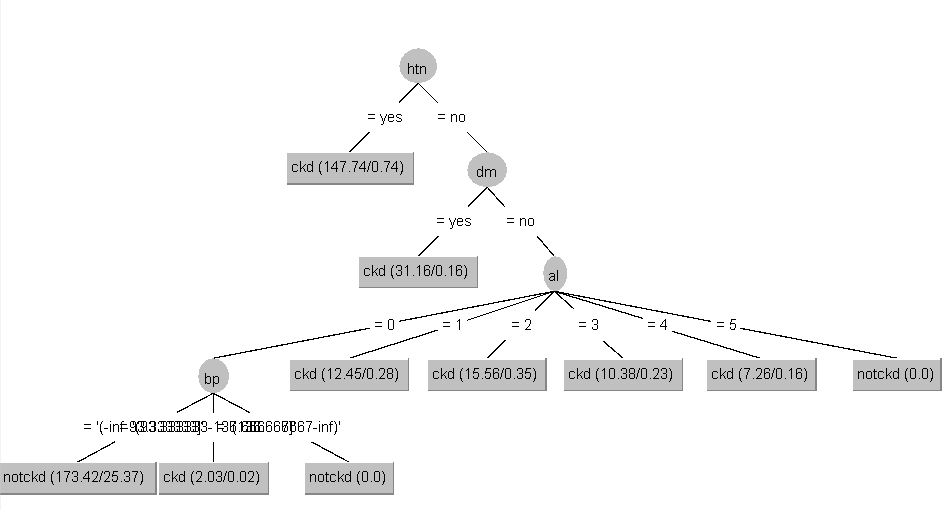 htn
= yes = no
ckd (147.74/0.74) dm
= yes = no
ckd (31.16/0.16) al
= 0 = 1 = 2 = 3 = 4 = 5
bp ckd (12.45/0.28) ckd (15.56/0.35) ckd (10.38/0.23) ckd (7.26/0.16) notckd (0.0)
= '(-inf-
notckd (173.42/25.37) ckd (2.03/0.02) notckd (0.0)